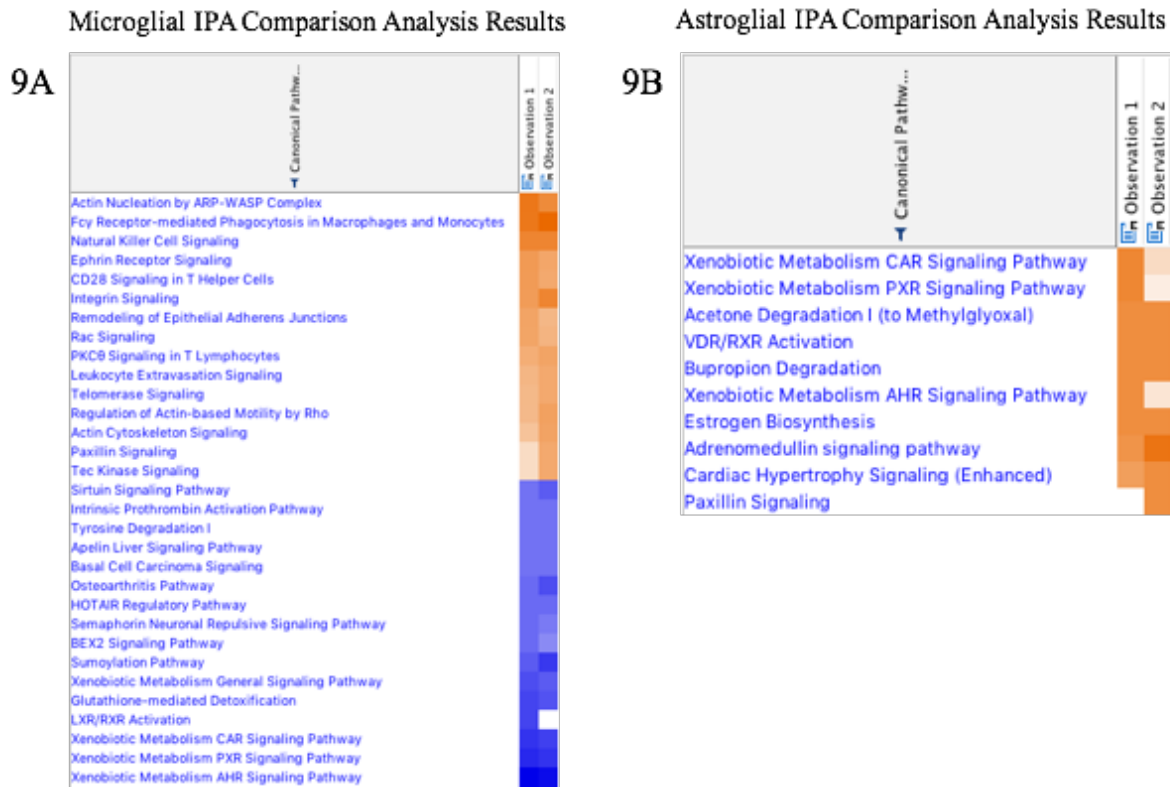 Microglial IPA Comparison Analysis Results
9A
Canonical Pathw...
Observation 1
Observation 2
Actin Nucleation by ARP-WASP Complex
Fcγ Receptor-mediated Phagocytosis in Macrophages and Monocytes
Natural Killer Cell Signaling
Ephrin Receptor Signaling
CD28 Signaling in T Helper Cells
Integrin Signaling
Remodeling of Epithelial Adherens Junctions
Rac Signaling
PKCθ Signaling in T Lymphocytes
Leukocyte Extravasation Signaling
Telomerase Signaling
Regulation of Actin-based Motility by Rho
Actin Cytoskeleton Signaling
Paxillin Signaling
Tec Kinase Signaling
Sirtuin Signaling Pathway
Intrinsic Prothrombin Activation Pathway
Tyrosine Degradation I
Apelin Liver Signaling Pathway
Basal Cell Carcinoma Signaling
Osteoarthritis Pathway
HOTAIR Regulatory Pathway
Semaphorin Neuronal Repulsive Signaling Pathway
BEX2 Signaling Pathway
Sumoylation Pathway
Xenobiotic Metabolism General Signaling Pathway
Glutathione-mediated Detoxification
LXR/RXR Activation
Xenobiotic Metabolism CAR Signaling Pathway
Xenobiotic Metabolism PXR Signaling Pathway
Xenobiotic Metabolism AHR Signaling Pathway
Astroglial IPA Comparison Analysis Results
9B
Canonical Pathw...
Observation 1
Observation 2
Xenobiotic Metabolism CAR Signaling Pathway
Xenobiotic Metabolism PXR Signaling Pathway
Acetone Degradation I (to Methylglyoxal)
VDR/RXR Activation
Bupropion Degradation
Xenobiotic Metabolism AHR Signaling Pathway
Estrogen Biosynthesis
Adrenomedullin signaling pathway
Cardiac Hypertrophy Signaling (Enhanced)
Paxillin Signaling